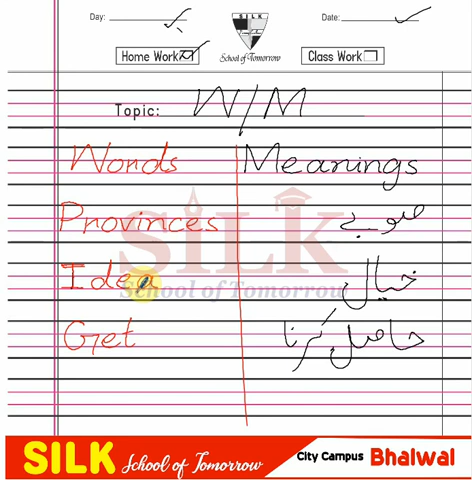 Day: SILK Date:
School of Tomorrow
Home Work Class Work
Topic: W/M
Words Meanings
Provinces صوبے
Idea خیال
Get حاصل کرنا
SILK
School of Tomorrow
SILK School of Tomorrow City Campus Bhalwal